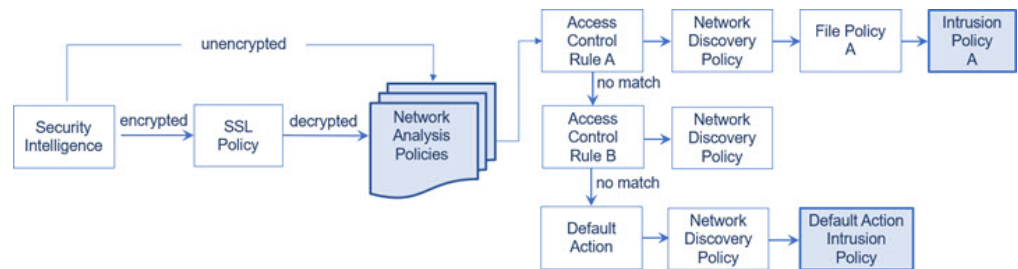 unencrypted
Security
Intelligence
encrypted
SSL
Policy
decrypted
Network
Analysis
Policies
Access
Control
Rule A
Network
Discovery
Policy
File Policy
A
Intrusion
Policy
A
no match
Access
Control
Rule B
Network
Discovery
Policy
no match
Default
Action
Network
Discovery
Policy
Default Action
Intrusion
Policy